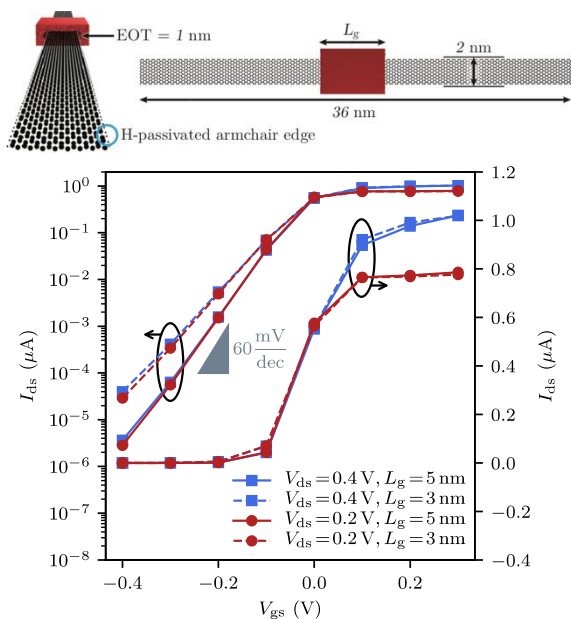 EOT = 1 nm
L_g
2 nm
36 nm
H-passivated armchair edge
10^0
10^−1
10^−2
10^−3
10^−4
10^−5
10^−6
10^−7
10^−8
I_ds (μA)
60 mV/dec
1.2
1.0
0.8
0.6
0.4
0.2
0.0
−0.2
−0.4
I_ds (μA)
V_ds = 0.4 V, L_g = 5 nm
V_ds = 0.4 V, L_g = 3 nm
V_ds = 0.2 V, L_g = 5 nm
V_ds = 0.2 V, L_g = 3 nm
−0.4 −0.2 0.0 0.2
V_gs (V)